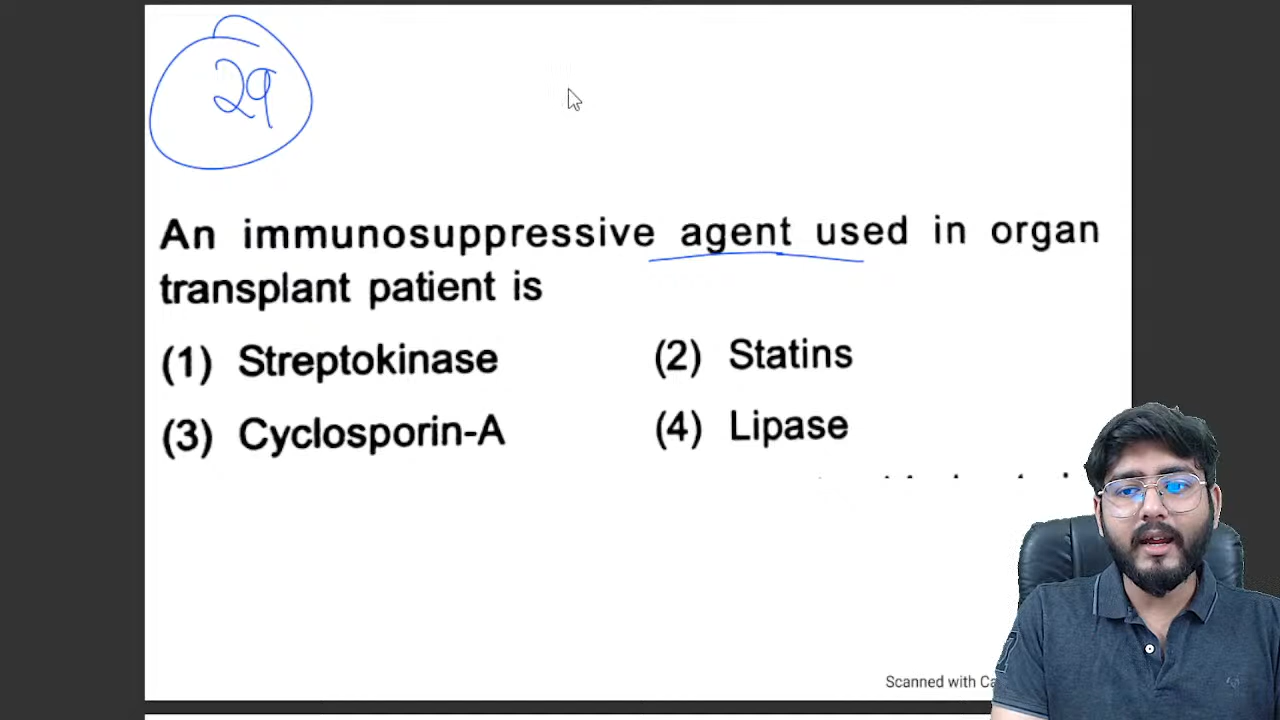 29
An immunosuppressive agent used in organ
transplant patient is
(1) Streptokinase (2) Statins
(3) Cyclosporin-A (4) Lipase
Scanned with